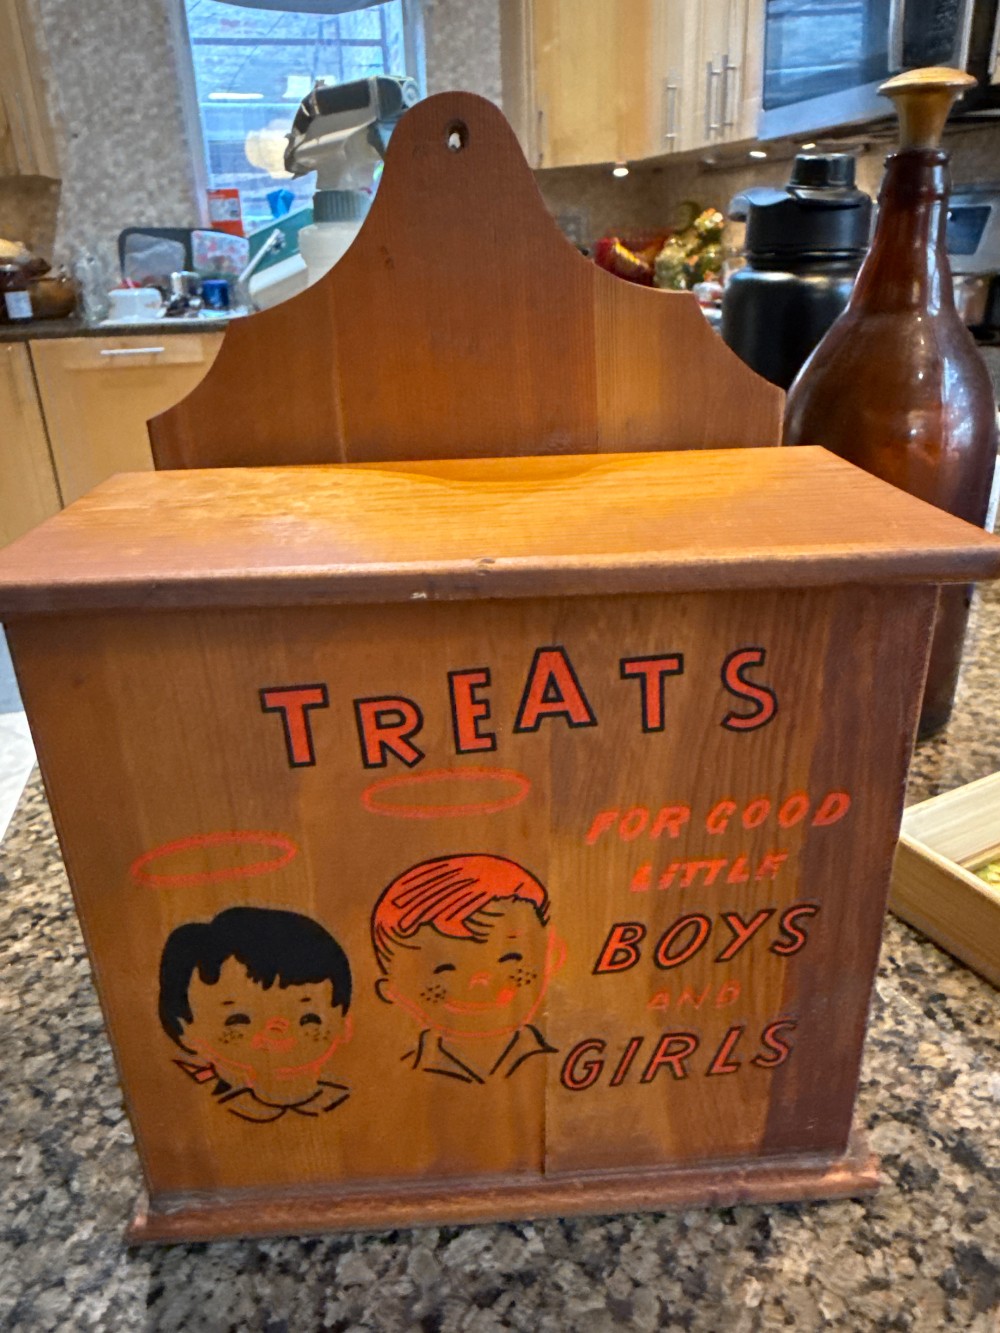 TREATS
FOR GOOD
LITTLE
BOYS
AND
GIRLS